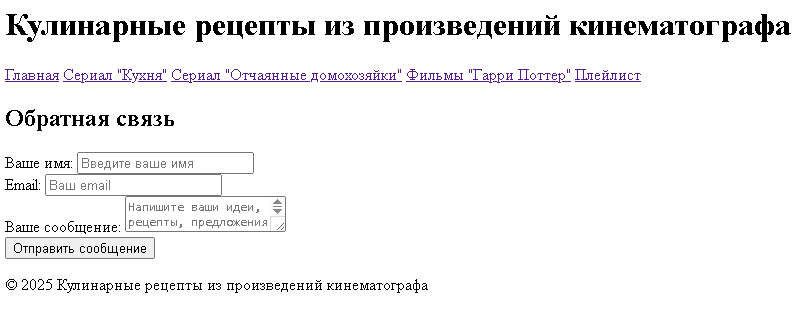 Кулинарные рецепты из произведений кинематографа
Главная Сериал "Кухня" Сериал "Отчаянные домохозяйки" Фильмы "Гарри Поттер" Плейлист
Обратная связь
Ваше имя: Введите ваше имя
Email: Ваш email
Ваше сообщение: Напишите ваши идеи,
рецепты, предложения
Отправить сообщение
© 2025 Кулинарные рецепты из произведений кинематографа